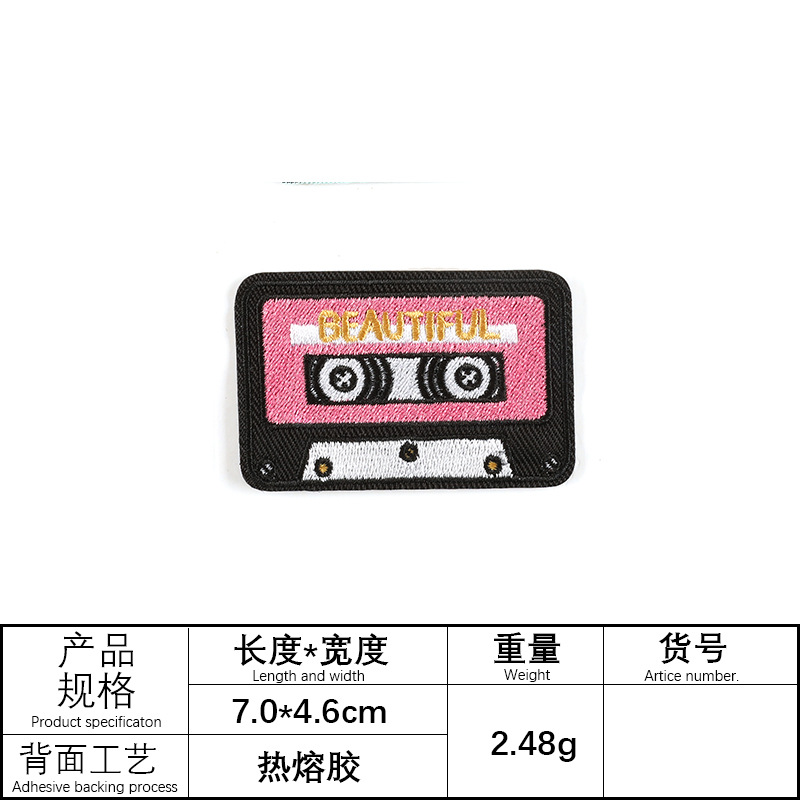 BEAUTIFUL
产品
规格
Product specificaton
长度*宽度
Length and width
重量
Weight
货号
Artice number.
7.0*4.6cm
2.48g
背面工艺
Adhesive backing process
热熔胶